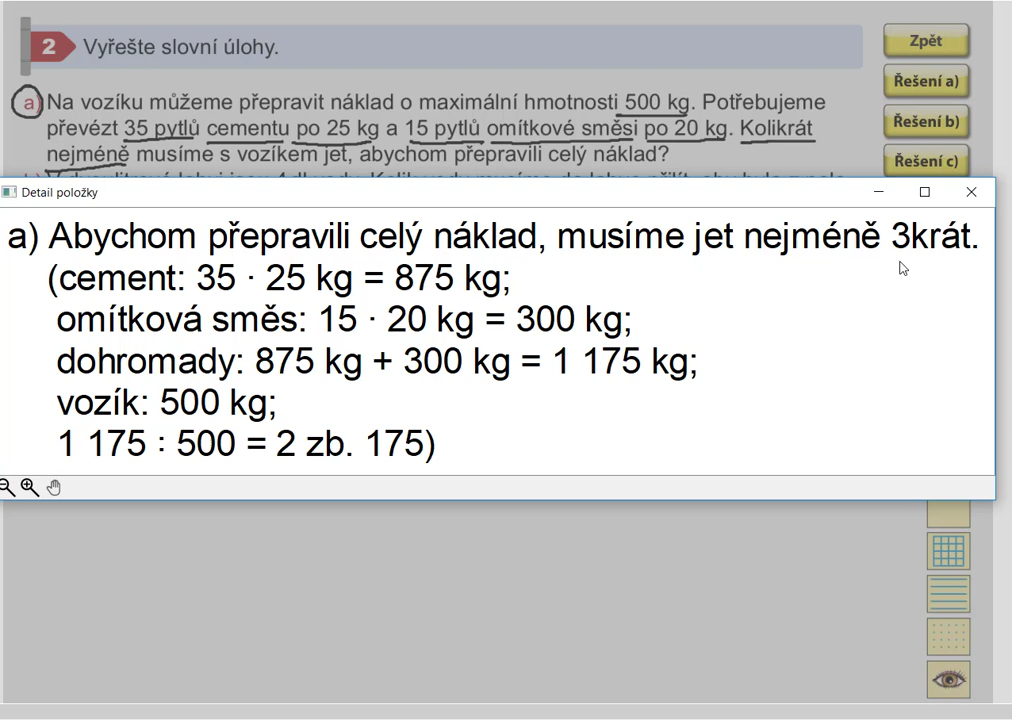 2 Vyřešte slovní úlohy.
Zpět
Řešení a)
Řešení b)
Řešení c)
a) Na vozíku můžeme přepravit náklad o maximální hmotnosti 500 kg. Potřebujeme
převézt 35 pytlů cementu po 25 kg a 15 pytlů omítkové směsi po 20 kg. Kolikrát
nejméně musíme s vozíkem jet, abychom přepravili celý náklad?
Detail položky
a) Abychom přepravili celý náklad, musíme jet nejméně 3krát.
(cement: 35 · 25 kg = 875 kg;
omítková směs: 15 · 20 kg = 300 kg;
dohromady: 875 kg + 300 kg = 1 175 kg;
vozík: 500 kg;
1 175 : 500 = 2 zb. 175)